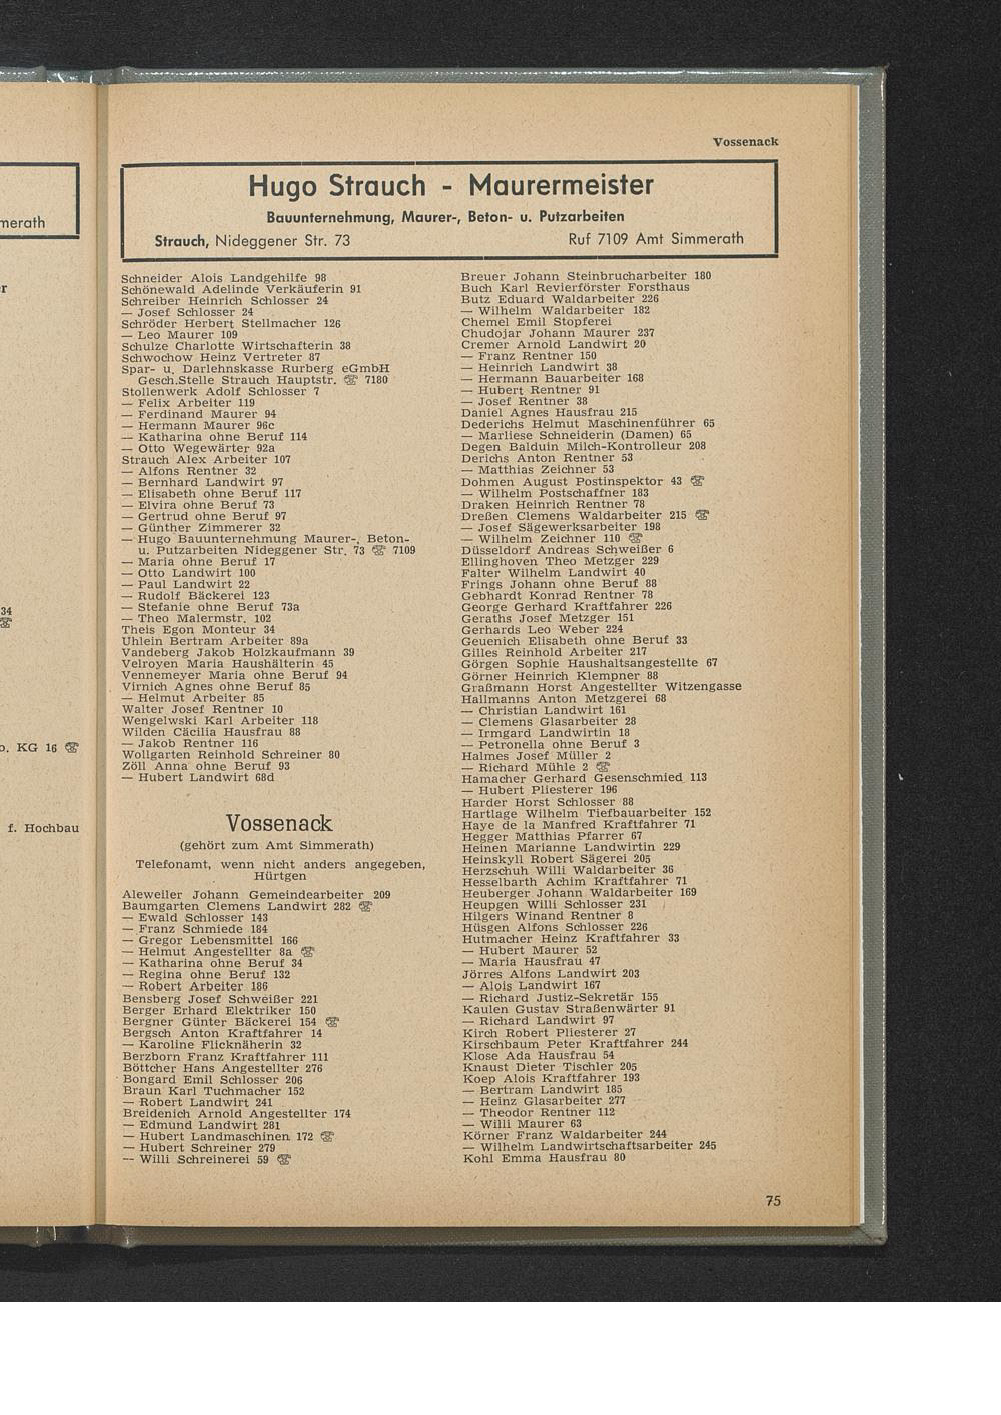 Vossenack
Hugo Strauch - Maurermeister
Bauunternehmung, Maurer-, Beton- u. Putzarbeiten
Strauch, Nideggener Str. 73 Ruf 7109 Amt Simmerath
merath
r
34
☏
o. KG 16 ☏
f. Hochbau
Schneider Alois Landgehilfe 98
Schönewald Adelinde Verkäuferin 91
Schreiber Heinrich Schlosser 24
— Josef Schlosser 24
Schröder Herbert Stellmacher 126
— Leo Maurer 109
Schulze Charlotte Wirtschafterin 38
Schwochow Heinz Vertreter 87
Spar- u. Darlehnskasse Rurberg eGmbH
Gesch.Stelle Strauch Hauptstr. ☏ 7180
Stollenwerk Adolf Schlosser 7
— Felix Arbeiter 119
— Ferdinand Maurer 94
— Hermann Maurer 96c
— Katharina ohne Beruf 114
— Otto Wegewärter 92a
Strauch Alex Arbeiter 107
— Alfons Rentner 32
— Bernhard Landwirt 97
— Elisabeth ohne Beruf 117
— Elvira ohne Beruf 73
— Gertrud ohne Beruf 97
— Günther Zimmerer 32
— Hugo Bauunternehmung Maurer-, Beton-
u. Putzarbeiten Nideggener Str. 73 ☏ 7109
— Maria ohne Beruf 17
— Otto Landwirt 100
— Paul Landwirt 22
— Rudolf Bäckerei 123
— Stefanie ohne Beruf 73a
— Theo Malermstr. 102
Theis Egon Monteur 34
Uhlein Bertram Arbeiter 89a
Vandeberg Jakob Holzkaufmann 39
Velroyen Maria Haushälterin 45
Vennemeyer Maria ohne Beruf 94
Virnich Agnes ohne Beruf 85
— Helmut Arbeiter 85
Walter Josef Rentner 10
Wengelwski Karl Arbeiter 118
Wilden Cäcilia Hausfrau 88
— Jakob Rentner 116
Wollgarten Reinhold Schreiner 80
Zöll Anna ohne Beruf 93
— Hubert Landwirt 68d
Vossenack
(gehört zum Amt Simmerath)
Telefonamt, wenn nicht anders angegeben,
Hürtgen
Aleweiler Johann Gemeindearbeiter 209
Baumgarten Clemens Landwirt 282 ☏
— Ewald Schlosser 143
— Franz Schmiede 184
— Gregor Lebensmittel 166
— Helmut Angestellter 8a ☏
— Katharina ohne Beruf 34
— Regina ohne Beruf 132
— Robert Arbeiter 186
Bensberg Josef Schweißer 221
Berger Erhard Elektriker 150
Bergner Günter Bäckerei 154 ☏
Bergsch Anton Kraftfahrer 14
— Karoline Flicknäherin 32
Berzborn Franz Kraftfahrer 111
Böttcher Hans Angestellter 276
Bongard Emil Schlosser 206
Braun Karl Tuchmacher 152
— Robert Landwirt 241
Breidenich Arnold Angestellter 174
— Edmund Landwirt 281
— Hubert Landmaschinen 172 ☏
— Hubert Schreiner 279
— Willi Schreinerei 59 ☏
Breuer Johann Steinbrucharbeiter 180
Buch Karl Revierförster Forsthaus
Butz Eduard Waldarbeiter 226
— Wilhelm Waldarbeiter 182
Chemel Emil Stopferei
Chudojar Johann Maurer 237
Cremer Arnold Landwirt 20
— Franz Rentner 150
— Heinrich Landwirt 38
— Hermann Bauarbeiter 168
— Hubert Rentner 91
— Josef Rentner 38
Daniel Agnes Hausfrau 215
Dederichs Helmut Maschinenführer 65
— Marliese Schneiderin (Damen) 65
Degen Balduin Milch-Kontrolleur 208
Derichs Anton Rentner 53
— Matthias Zeichner 53
Dohmen August Postinspektor 43 ☏
— Wilhelm Postschaffner 183
Draken Heinrich Rentner 78
Dreßen Clemens Waldarbeiter 215 ☏
— Josef Sägewerksarbeiter 198
— Wilhelm Zeichner 110 ☏
Düsseldorf Andreas Schweißer 6
Ellinghoven Theo Metzger 229
Falter Wilhelm Landwirt 40
Frings Johann ohne Beruf 88
Gebhardt Konrad Rentner 78
George Gerhard Kraftfahrer 226
Geraths Josef Metzger 151
Gerhards Leo Weber 224
Geuenich Elisabeth ohne Beruf 33
Gilles Reinhold Arbeiter 217
Görgen Sophie Haushaltsangestellte 67
Görner Heinrich Klempner 88
Graßmann Horst Angestellter Witzengasse
Hallmanns Anton Metzgerei 68
— Christian Landwirt 161
— Clemens Glasarbeiter 28
— Irmgard Landwirtin 18
— Petronella ohne Beruf 3
Halmes Josef Müller 2
— Richard Mühle 2 ☏
Hamacher Gerhard Gesenschmied 113
— Hubert Pliesterer 196
Harder Horst Schlosser 88
Hartlage Wilhelm Tiefbauarbeiter 152
Haye de la Manfred Kraftfahrer 71
Hegger Matthias Pfarrer 67
Heinen Marianne Landwirtin 229
Heinskyll Robert Sägerei 205
Herzschuh Willi Waldarbeiter 36
Hesselbarth Achim Kraftfahrer 71
Heuberger Johann Waldarbeiter 169
Heupgen Willi Schlosser 231
Hilgers Winand Rentner 8
Hüsgen Alfons Schlosser 226
Hutmacher Heinz Kraftfahrer 33
— Hubert Maurer 52
— Maria Hausfrau 47
Jörres Alfons Landwirt 203
— Alois Landwirt 167
— Richard Justiz-Sekretär 155
Kaulen Gustav Straßenwärter 91
— Richard Landwirt 97
Kirch Robert Pliesterer 27
Kirschbaum Peter Kraftfahrer 244
Klose Ada Hausfrau 54
Knaust Dieter Tischler 205
Koep Alois Kraftfahrer 193
— Bertram Landwirt 185
— Heinz Glasarbeiter 277
— Theodor Rentner 112
— Willi Maurer 63
Körner Franz Waldarbeiter 244
— Wilhelm Landwirtschaftsarbeiter 245
Kohl Emma Hausfrau 80
75